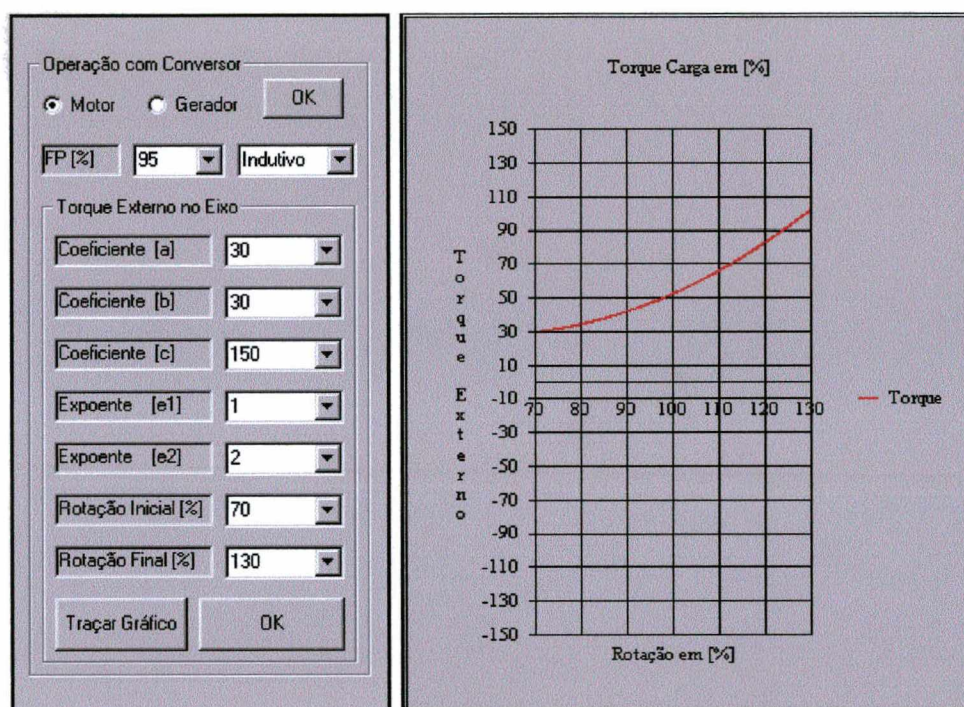 Operação com Conversor
Motor
Gerador
OK
FP [%]
95
Indutivo
Torque Externo no Eixo
Coeficiente [a]
30
Coeficiente [b]
30
Coeficiente [c]
150
Expoente [e1]
1
Expoente [e2]
2
Rotação Inicial [%]
70
Rotação Final [%]
130
Traçar Gráfico
OK
Torque Carga em [%]
150
130
110
90
70
50
30
10
-10
-30
-50
-70
-90
-110
-130
-150
Torque Externo
70 80 90 100 110 120 130
Torque
Rotação em [%]